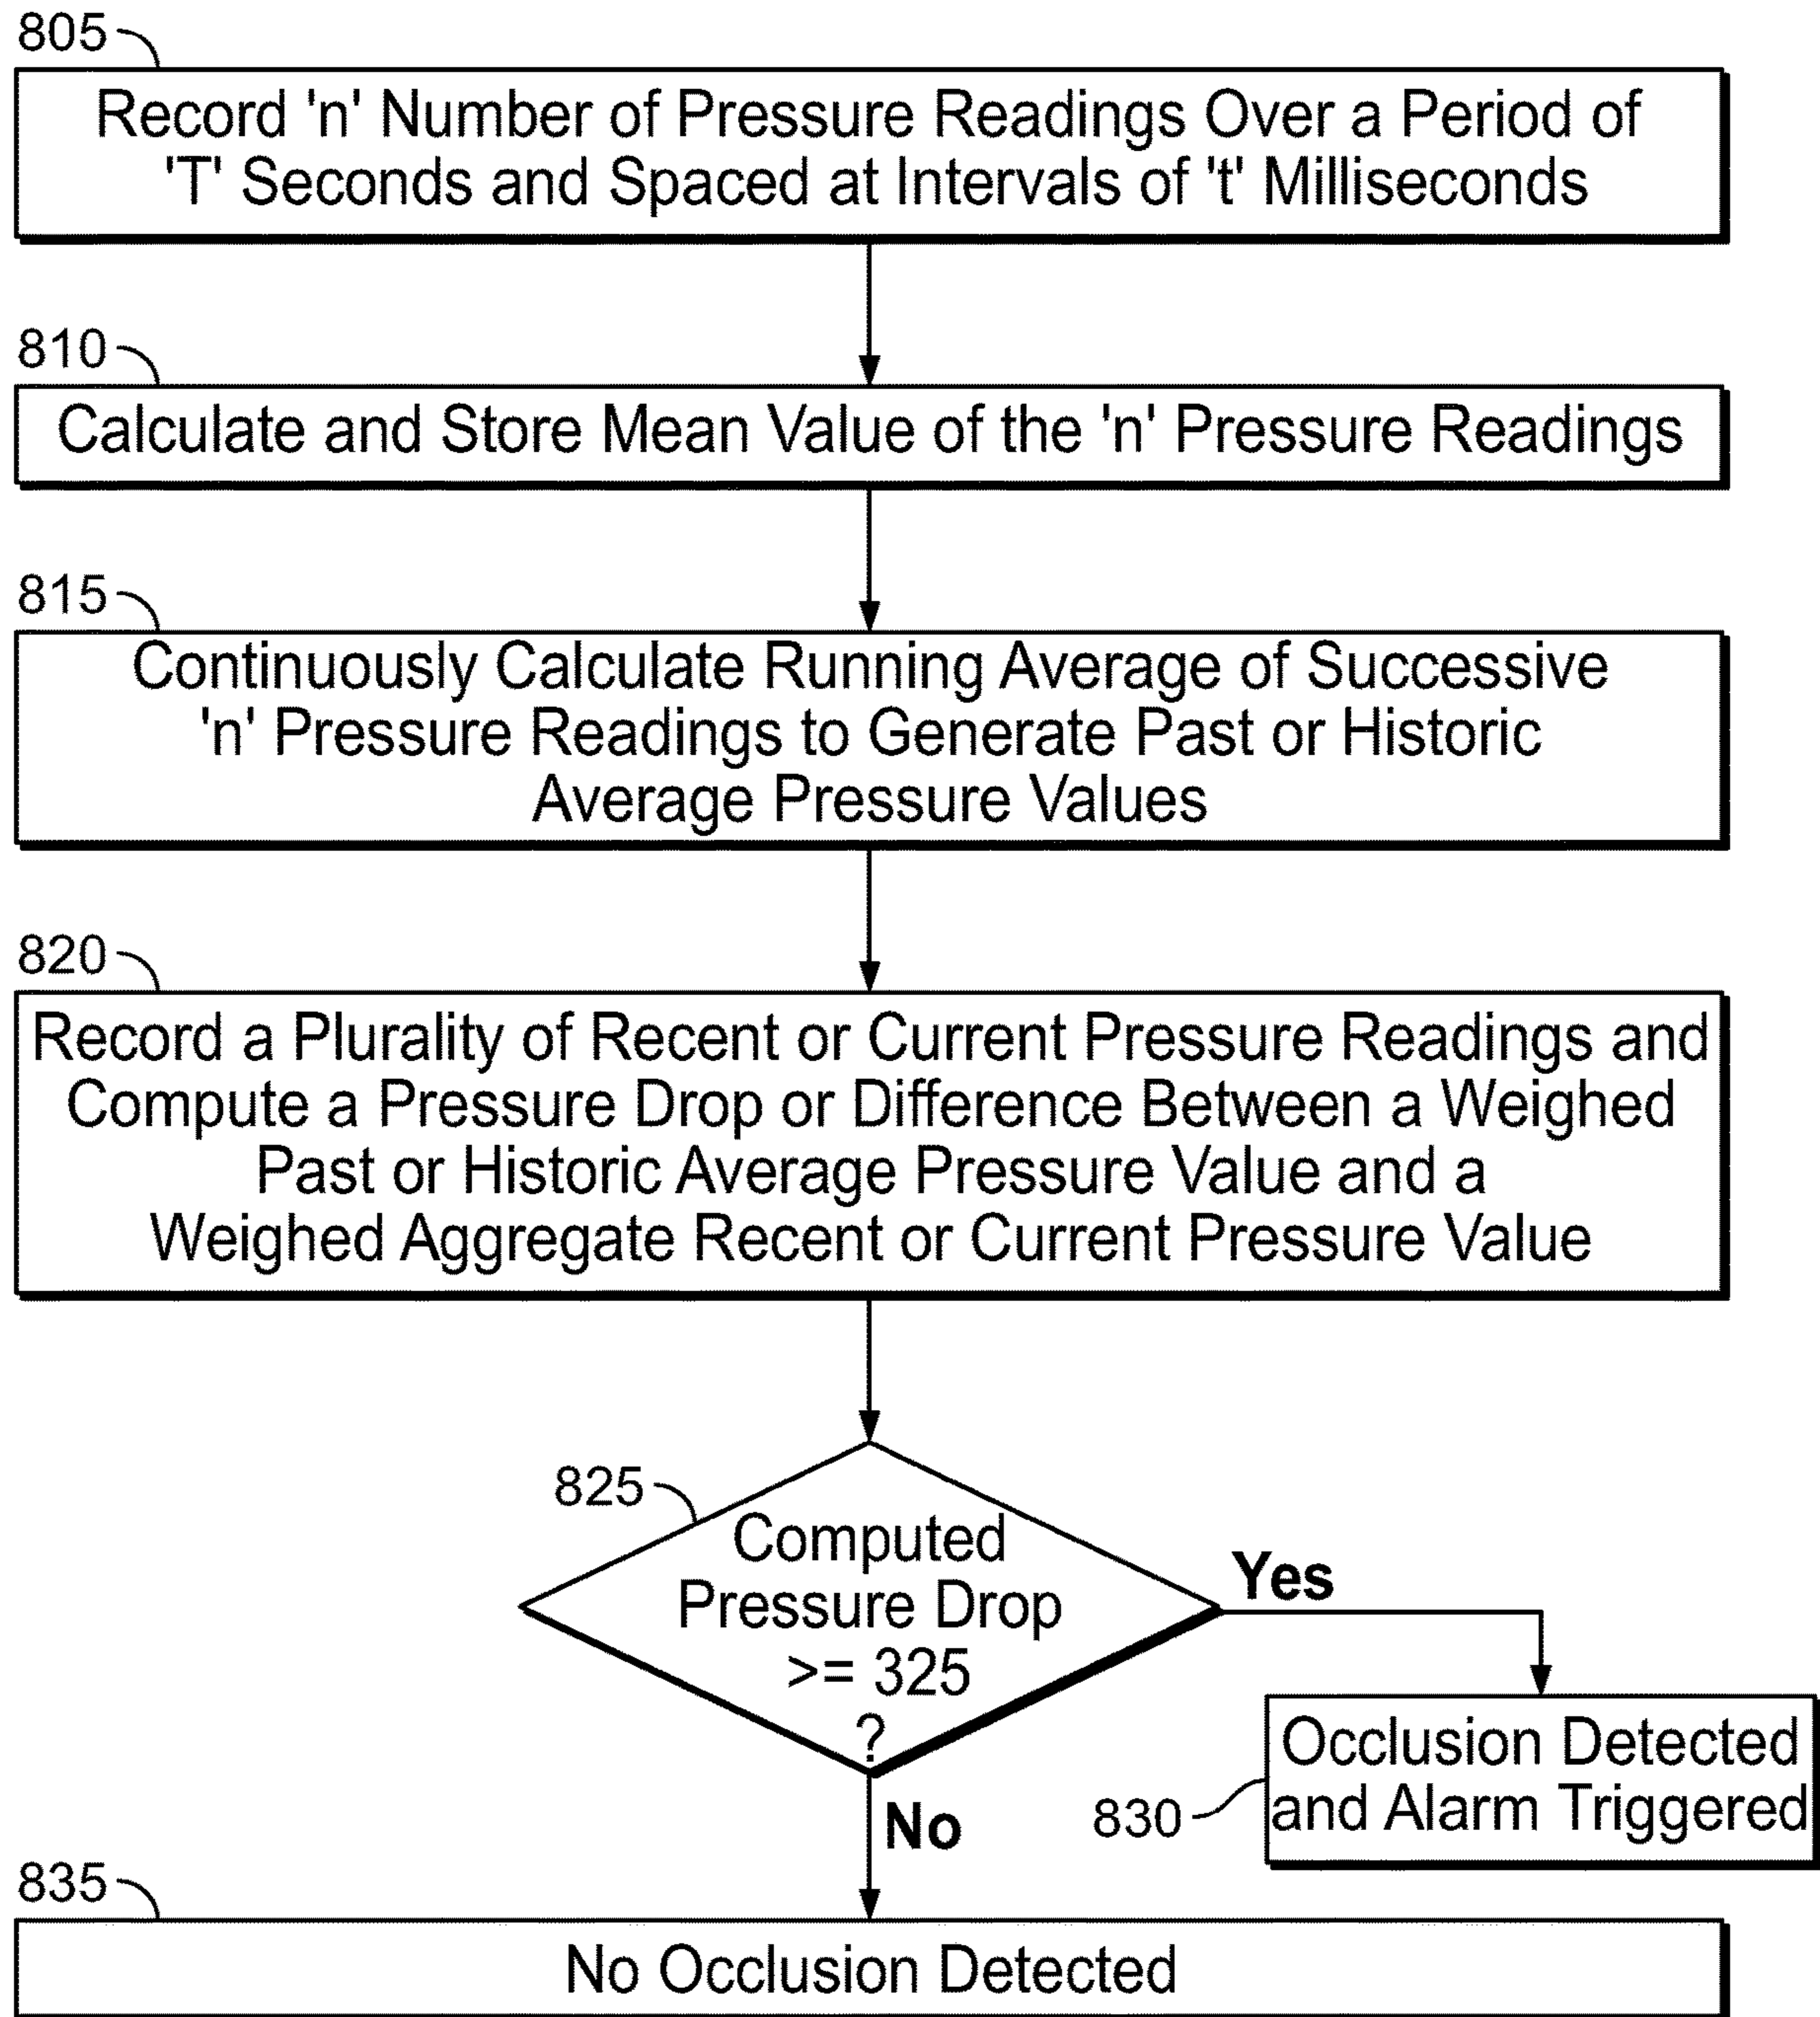 805
Record 'n' Number of Pressure Readings Over a Period of
'T' Seconds and Spaced at Intervals of 't' Milliseconds
810
Calculate and Store Mean Value of the 'n' Pressure Readings
815
Continuously Calculate Running Average of Successive
'n' Pressure Readings to Generate Past or Historic
Average Pressure Values
820
Record a Plurality of Recent or Current Pressure Readings and
Compute a Pressure Drop or Difference Between a Weighed
Past or Historic Average Pressure Value and a
Weighed Aggregate Recent or Current Pressure Value
825
Computed
Pressure Drop
>= 325
?
Yes
Occlusion Detected
and Alarm Triggered
830
No
835
No Occlusion Detected